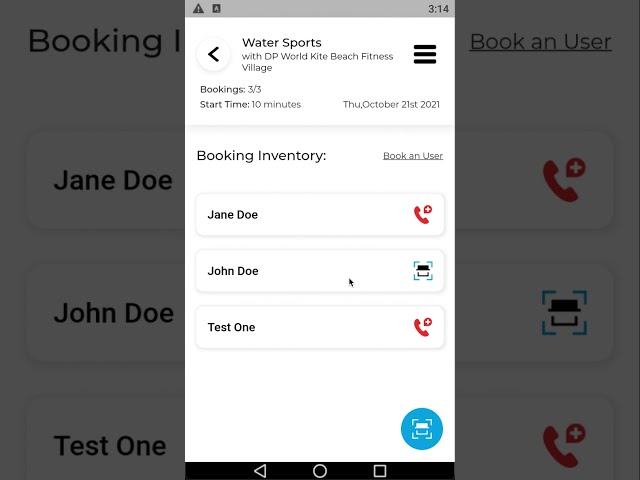 3:14
Water Sports
with DP World Kite Beach Fitness
Village
Bookings: 3/3
Start Time: 10 minutes
Thu,October 21st 2021
Booking Inventory:
Book an User
Jane Doe
John Doe
Test One
Booking I
Book an User
Jane Doe
John Doe
Test One